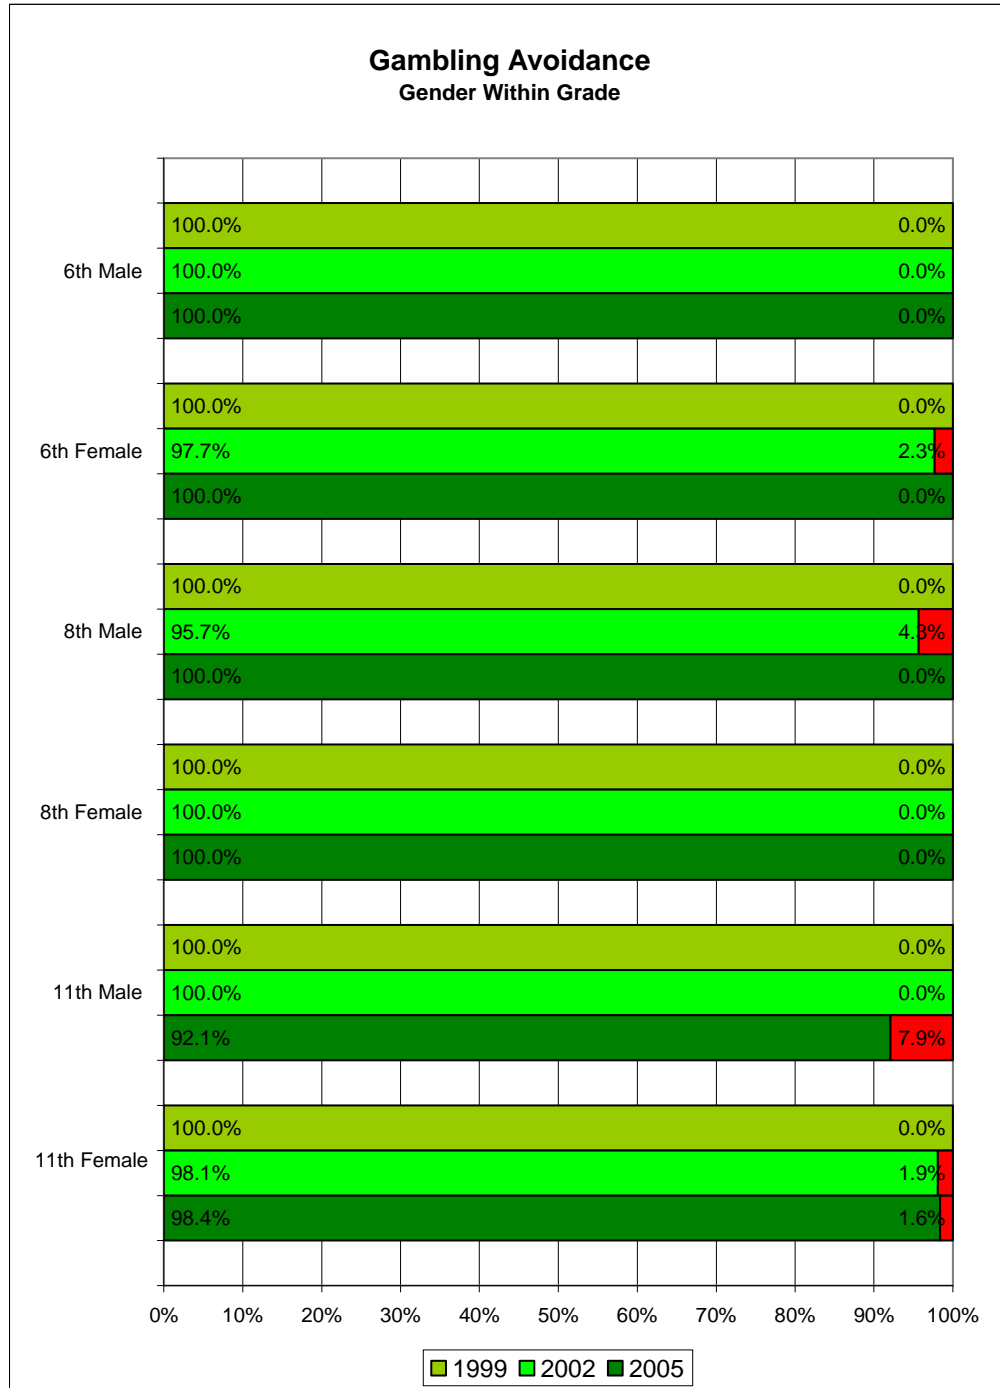 Gambling Avoidance
Gender Within Grade
100.0% 0.0%
6th Male 100.0% 0.0%
100.0% 0.0%
100.0% 0.0%
6th Female 97.7% 2.3%
100.0% 0.0%
100.0% 0.0%
8th Male 95.7% 4.3%
100.0% 0.0%
100.0% 0.0%
8th Female 100.0% 0.0%
100.0% 0.0%
100.0% 0.0%
11th Male 100.0% 0.0%
92.1% 7.9%
100.0% 0.0%
11th Female 98.1% 1.9%
98.4% 1.6%
0% 10% 20% 30% 40% 50% 60% 70% 80% 90% 100%
1999 2002 2005